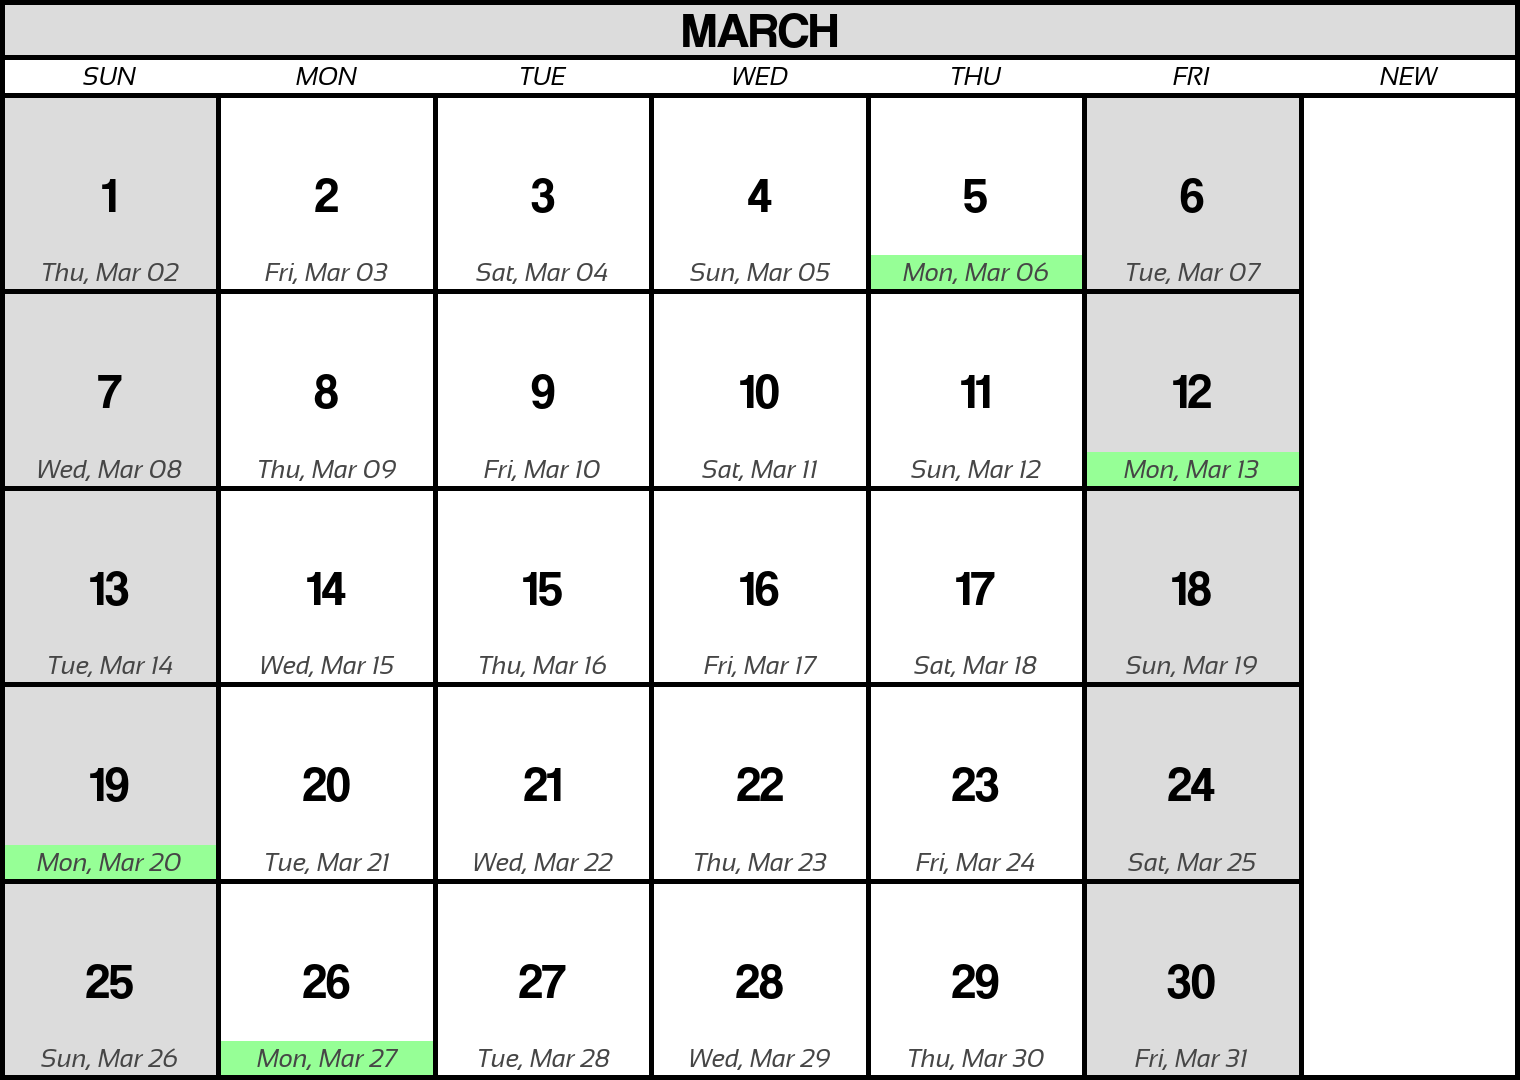 MARCH
SUN MON TUE WED THU FRI NEW
1 2 3 4 5 6
Thu, Mar 02 Fri, Mar 03 Sat, Mar 04 Sun, Mar 05 Mon, Mar 06 Tue, Mar 07
7 8 9 10 11 12
Wed, Mar 08 Thu, Mar 09 Fri, Mar 10 Sat, Mar 11 Sun, Mar 12 Mon, Mar 13
13 14 15 16 17 18
Tue, Mar 14 Wed, Mar 15 Thu, Mar 16 Fri, Mar 17 Sat, Mar 18 Sun, Mar 19
19 20 21 22 23 24
Mon, Mar 20 Tue, Mar 21 Wed, Mar 22 Thu, Mar 23 Fri, Mar 24 Sat, Mar 25
25 26 27 28 29 30
Sun, Mar 26 Mon, Mar 27 Tue, Mar 28 Wed, Mar 29 Thu, Mar 30 Fri, Mar 31